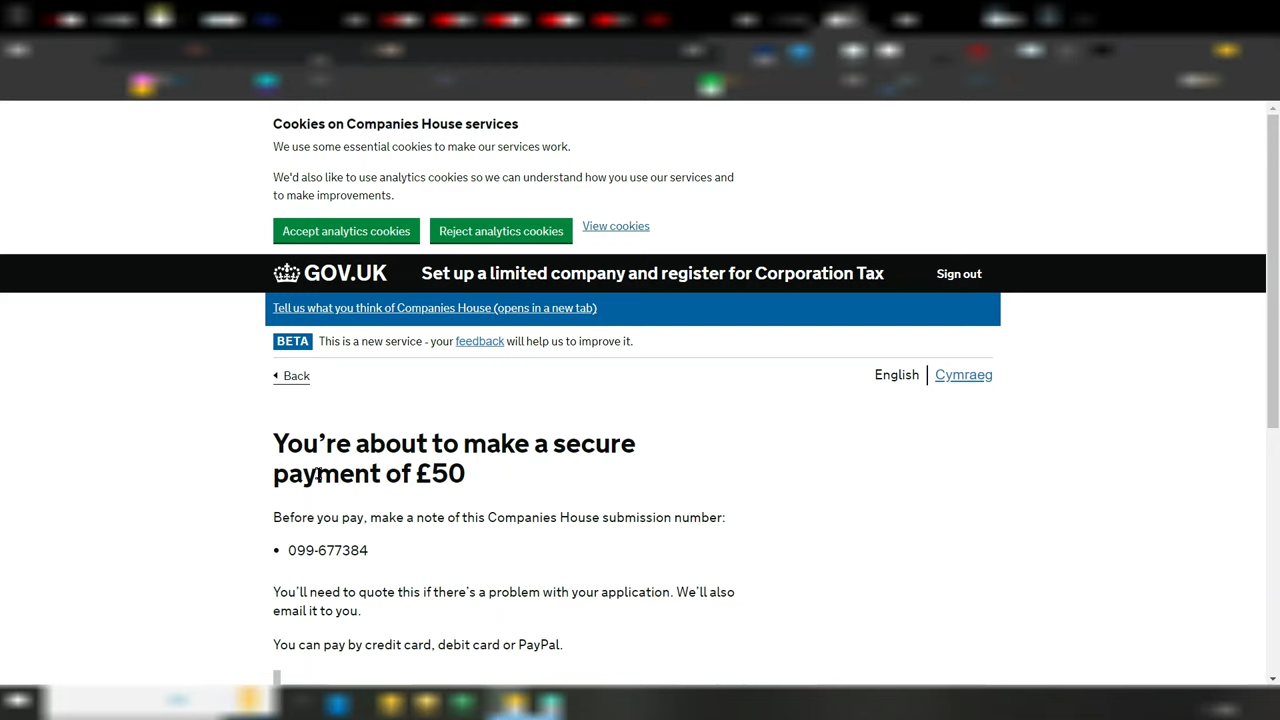 Cookies on Companies House services
We use some essential cookies to make our services work.
We'd also like to use analytics cookies so we can understand how you use our services and
to make improvements.
Accept analytics cookies Reject analytics cookies View cookies
GOV.UK Set up a limited company and register for Corporation Tax Sign out
Tell us what you think of Companies House (opens in a new tab)
BETA This is a new service - your feedback will help us to improve it.
Back English Cymraeg
You’re about to make a secure
payment of £50
Before you pay, make a note of this Companies House submission number:
• 099-677384
You’ll need to quote this if there’s a problem with your application. We’ll also
email it to you.
You can pay by credit card, debit card or PayPal.